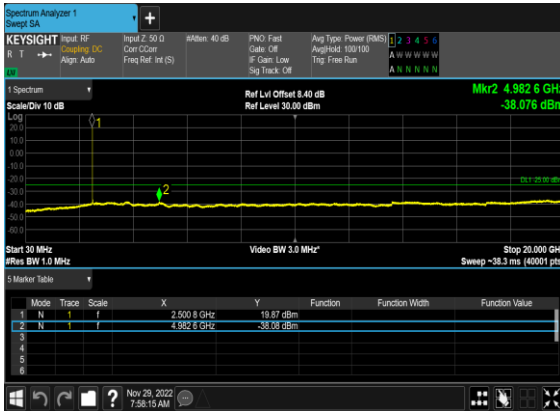 Spectrum Analyzer 1
Swept SA
+
KEYSIGHT
R T
Input: RF
Coupling: DC
Align: Auto
Input Z: 50 Ω
Corr CCorr
Freq Ref: Int (S)
#Atten: 40 dB
PNO: Fast
Gate: Off
IF Gain: Low
Sig Track: Off
Avg Type: Power (RMS)
Avg|Hold: 100/100
Trig: Free Run
1 2 3 4 5 6
A W W W W W
A N N N N N
1 Spectrum
Scale/Div 10 dB
Ref Lvl Offset 8.40 dB
Ref Level 30.00 dBm
Mkr2 4.982 6 GHz
-38.076 dBm
Log
20.0
10.0
0.00
-10.0
-20.0
-30.0
-40.0
-50.0
-60.0
1
2
DL1 -25.00 dBm
Start 30 MHz
#Res BW 1.0 MHz
Video BW 3.0 MHz*
Stop 20.000 GHz
Sweep ~38.3 ms (40001 pts)
5 Marker Table
Mode Trace Scale X Y Function Function Width Function Value
1 N 1 f 2.500 8 GHz 19.87 dBm
2 N 1 f 4.982 6 GHz -38.08 dBm
3
4
5
6
?
Nov 29, 2022
7:58:15 AM